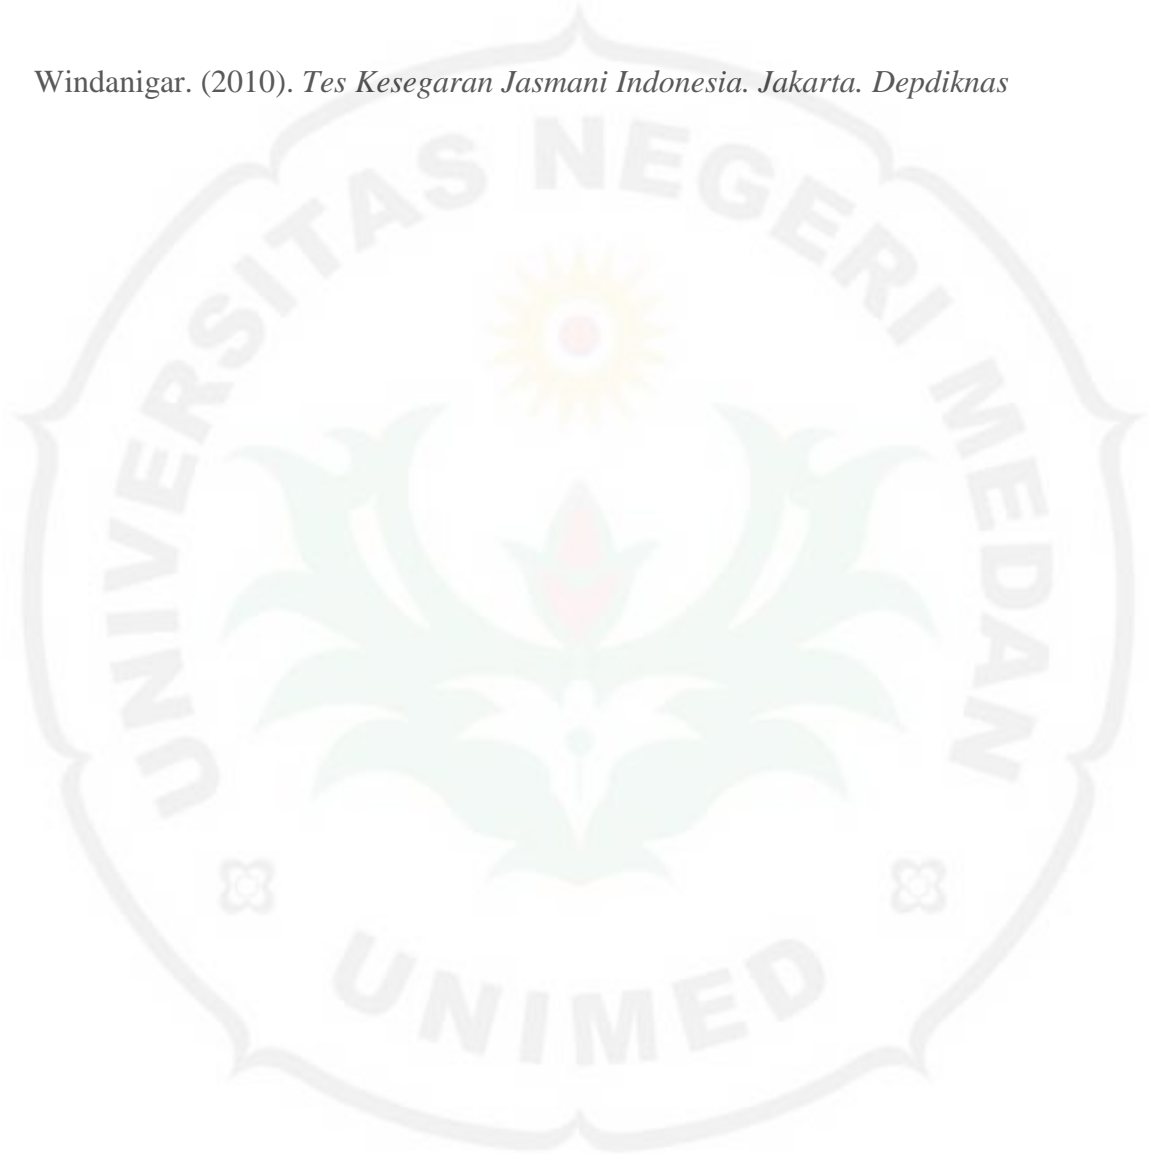 Windanigar. (2010). Tes Kesegaran Jasmani Indonesia. Jakarta. Depdiknas
UNIVERSITAS NEGERI MEDAN
UNIMED